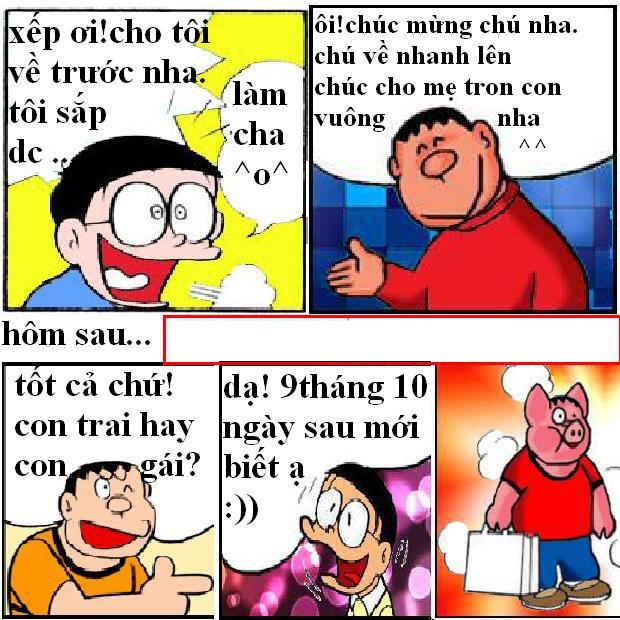 xếp ơi!cho tôi
về trước nha.
tôi sắp
dc ..
làm
cha
^o^
ôi!chúc mừng chú nha.
chú về nhanh lên
chúc cho mẹ tron con
vuông nha
^ ^
hôm sau...
tốt cả chứ!
con trai hay
con gái?
dạ! 9tháng 10
ngày sau mới
biết ạ
:))